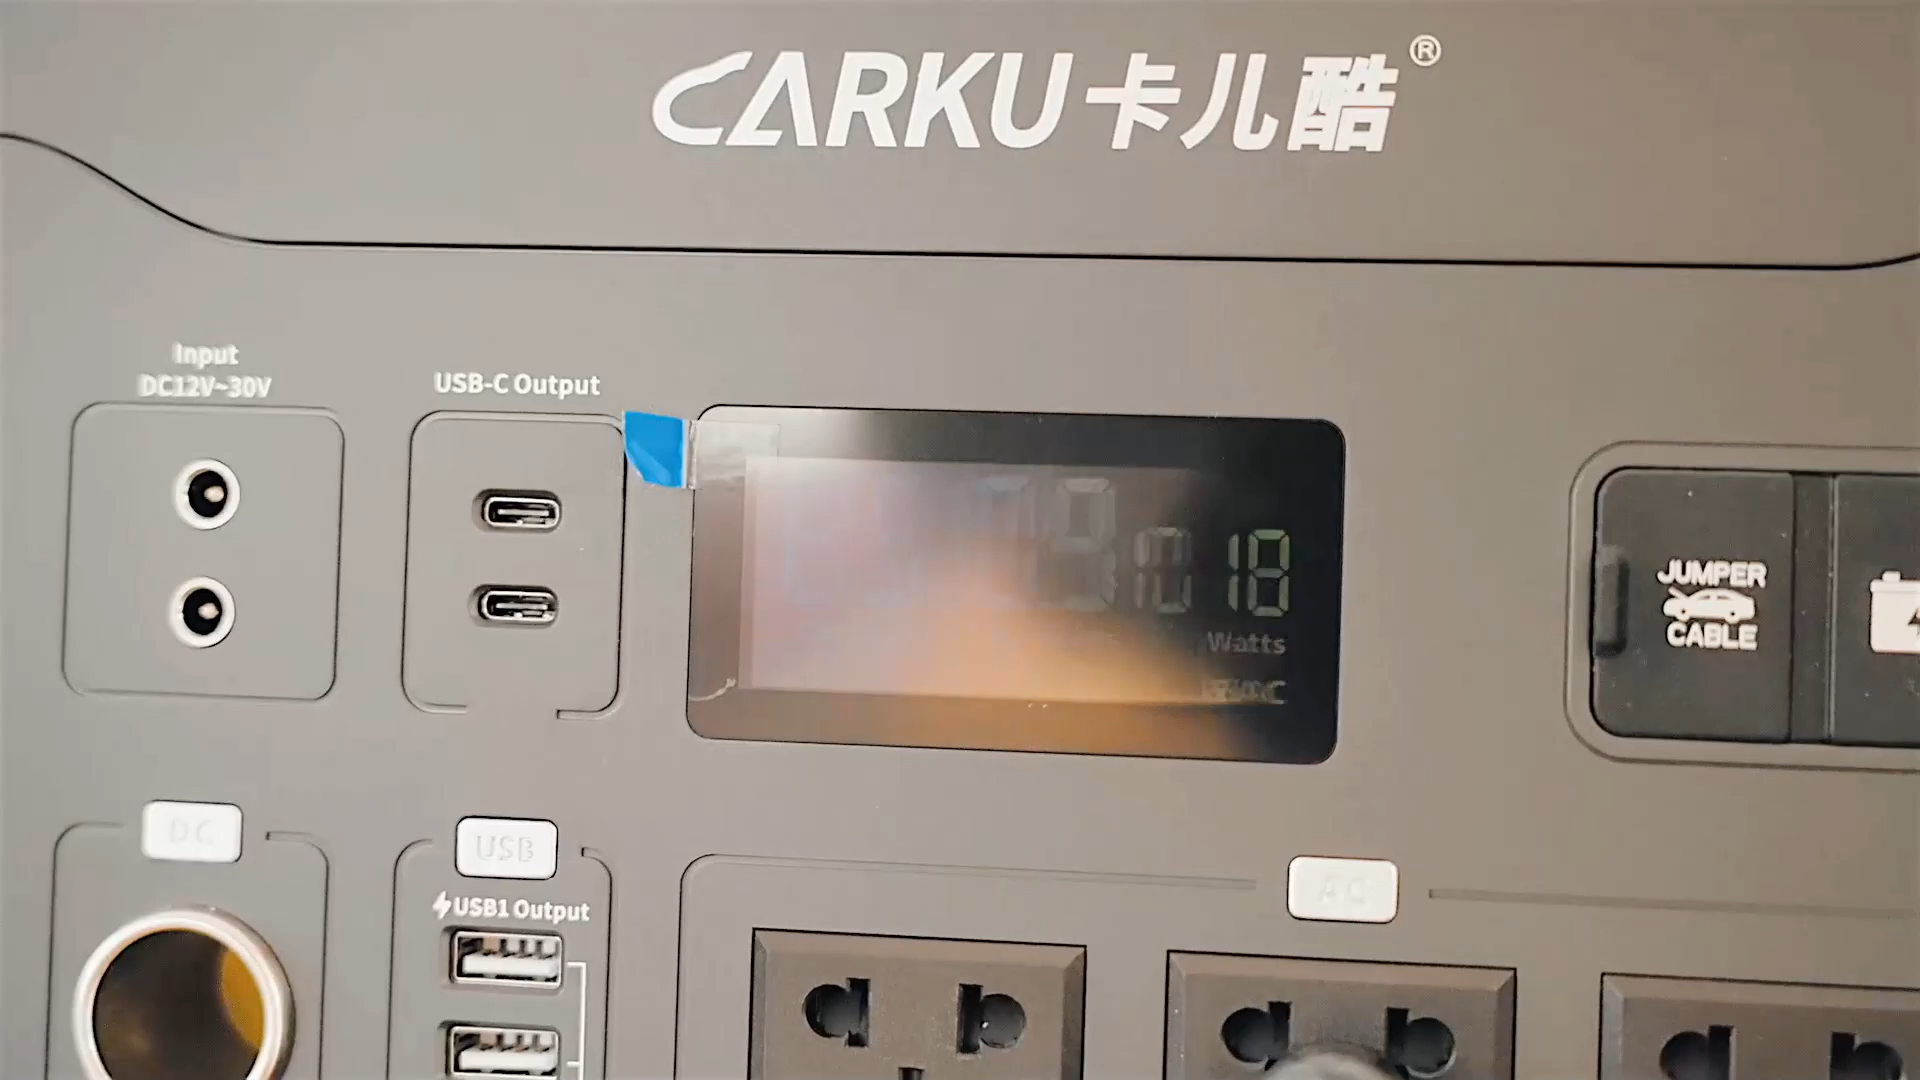 CARKU卡儿酷®
Input
DC12V~30V
USB-C Output
18
Watts
JUMPER
CABLE
DC
USB
AC
USB1 Output